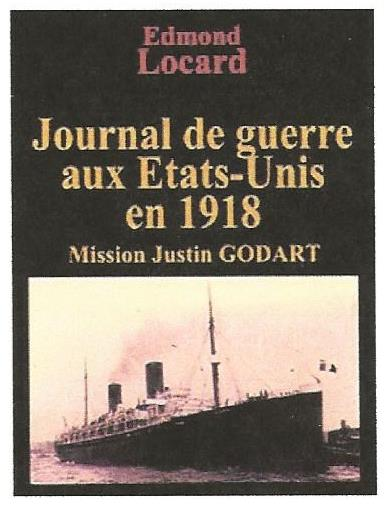 Edmond
Locard
Journal de guerre
aux Etats-Unis
en 1918
Mission Justin GODART